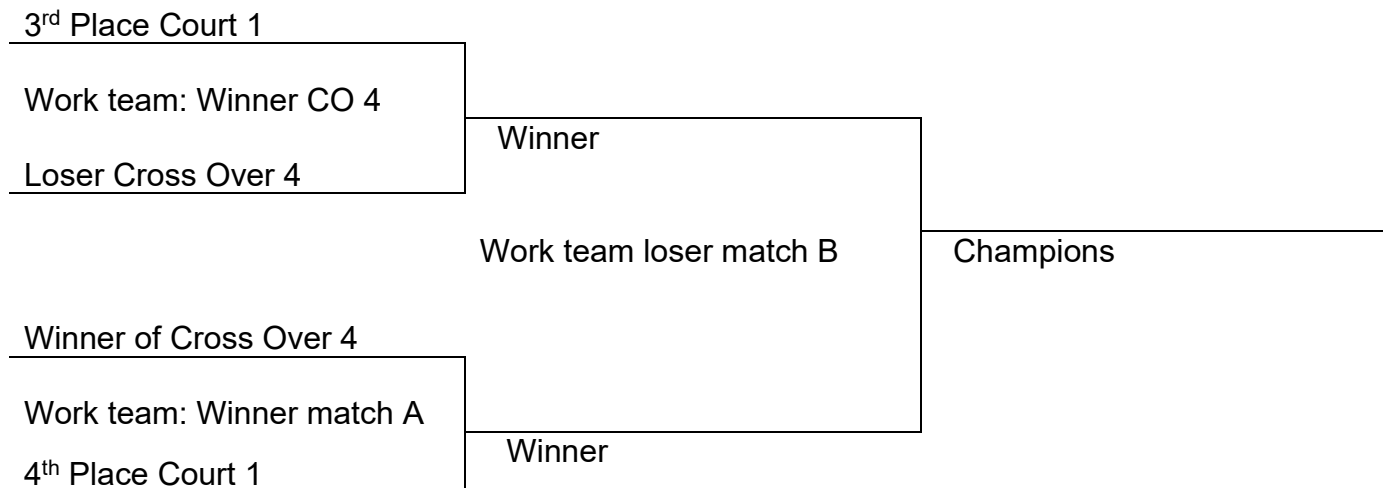 3rd Place Court 1
Work team: Winner CO 4
Winner
Loser Cross Over 4
Work team loser match B
Champions
Winner of Cross Over 4
Work team: Winner match A
Winner
4th Place Court 1